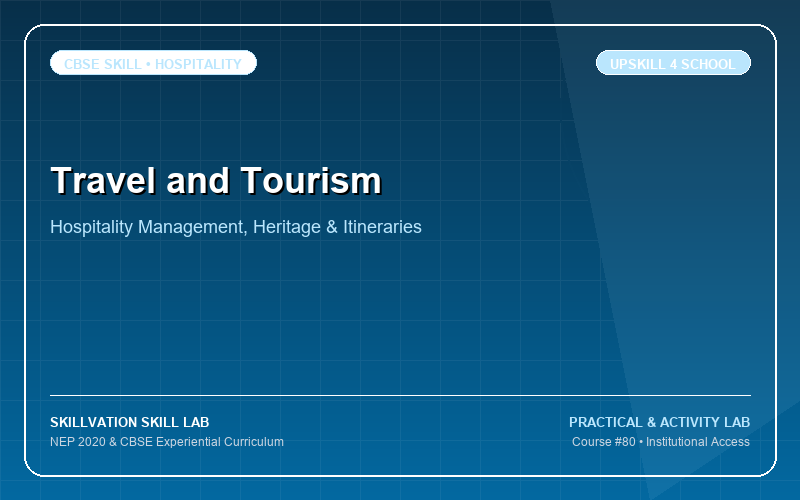 CBSE SKILL • HOSPITALITY
UPSKILL 4 SCHOOL
Travel and Tourism
Hospitality Management, Heritage & Itineraries
SKILLVATION SKILL LAB
PRACTICAL & ACTIVITY LAB
NEP 2020 & CBSE Experiential Curriculum
Course #80 • Institutional Access